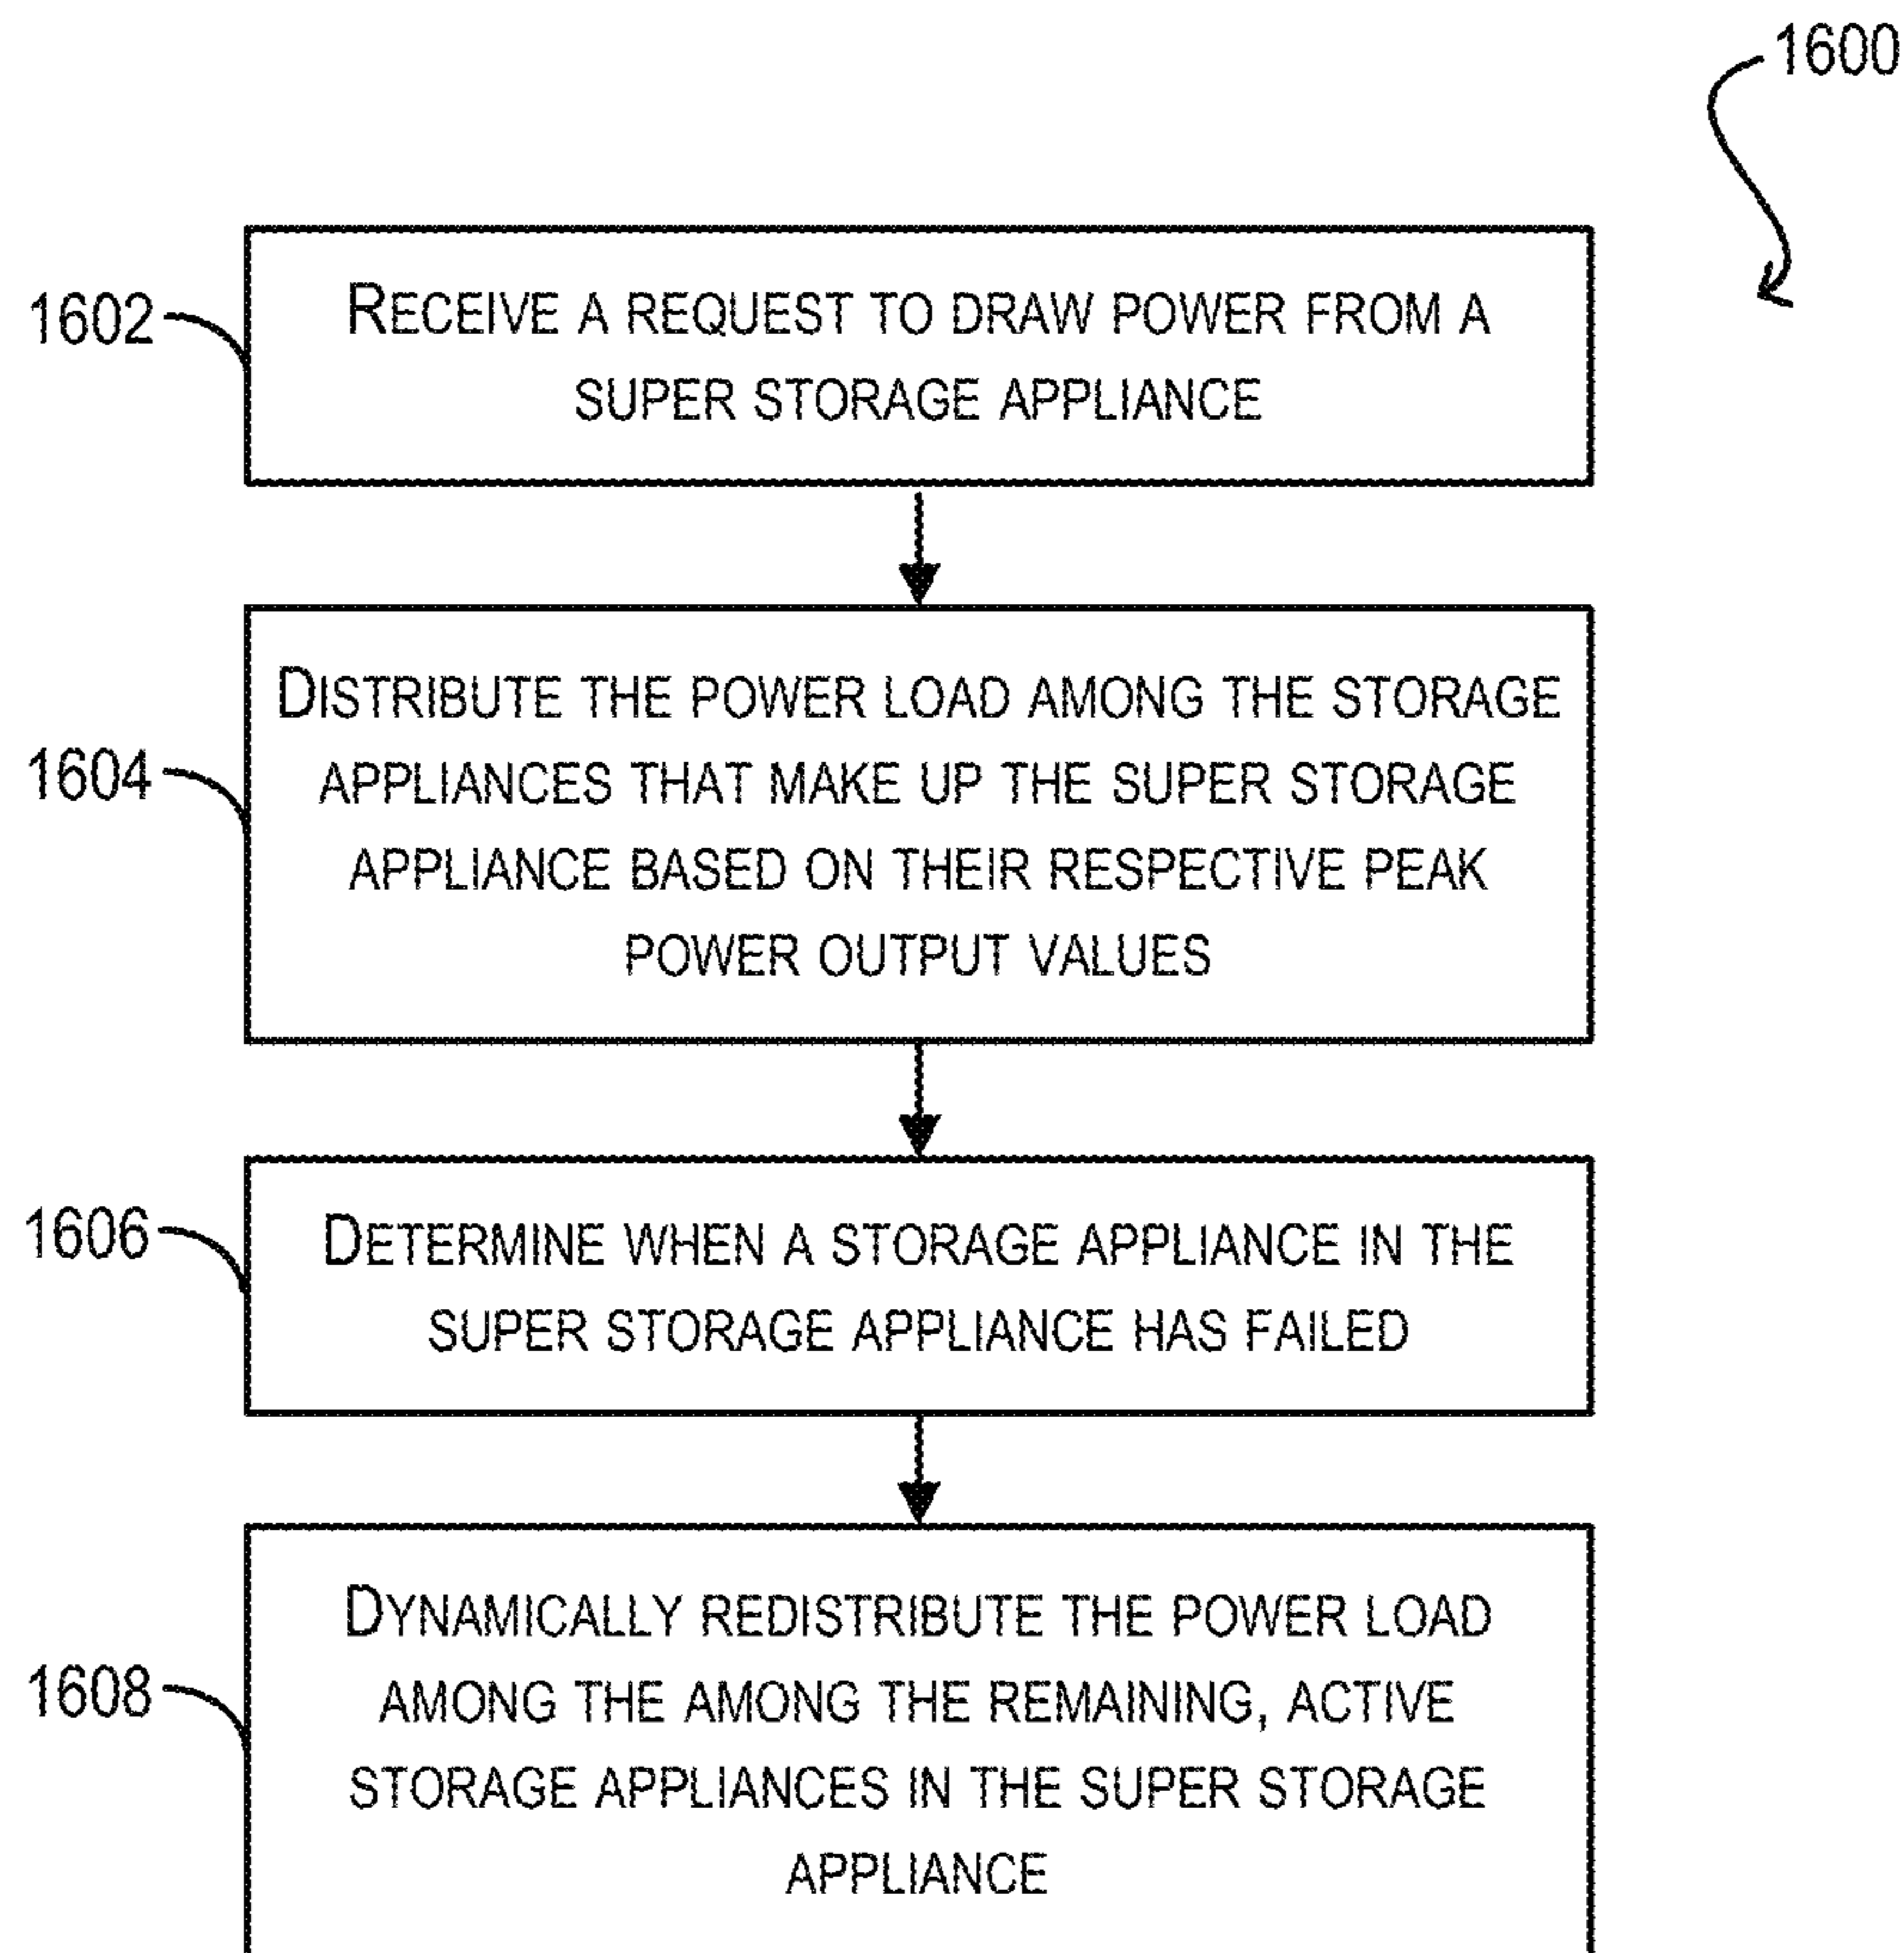 1600
1602
RECEIVE A REQUEST TO DRAW POWER FROM A
SUPER STORAGE APPLIANCE
1604
DISTRIBUTE THE POWER LOAD AMONG THE STORAGE
APPLIANCES THAT MAKE UP THE SUPER STORAGE
APPLIANCE BASED ON THEIR RESPECTIVE PEAK
POWER OUTPUT VALUES
1606
DETERMINE WHEN A STORAGE APPLIANCE IN THE
SUPER STORAGE APPLIANCE HAS FAILED
1608
DYNAMICALLY REDISTRIBUTE THE POWER LOAD
AMONG THE AMONG THE REMAINING, ACTIVE
STORAGE APPLIANCES IN THE SUPER STORAGE
APPLIANCE